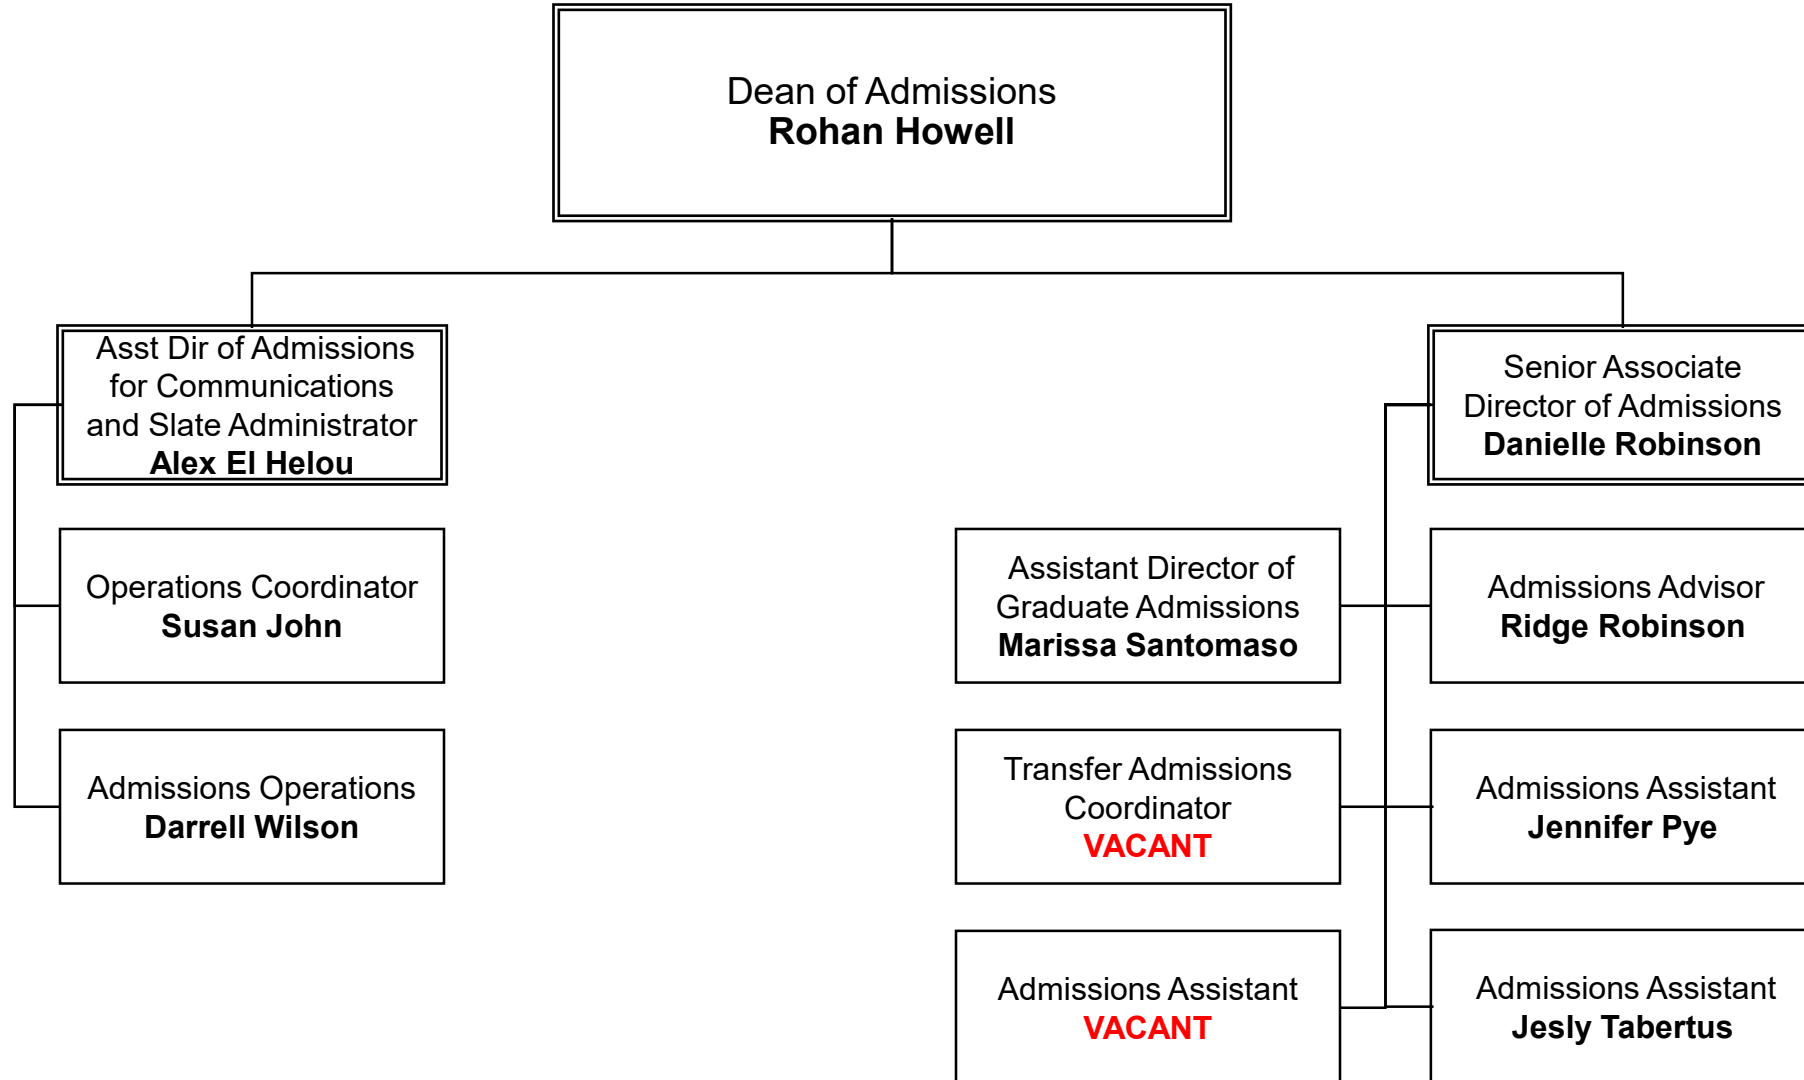 Dean of Admissions
Rohan Howell
Asst Dir of Admissions
for Communications
and Slate Administrator
Alex El Helou
Senior Associate
Director of Admissions
Danielle Robinson
Operations Coordinator
Susan John
Assistant Director of
Graduate Admissions
Marissa Santomaso
Admissions Advisor
Ridge Robinson
Admissions Operations
Darrell Wilson
Transfer Admissions
Coordinator
VACANT
Admissions Assistant
Jennifer Pye
Admissions Assistant
VACANT
Admissions Assistant
Jesly Tabertus